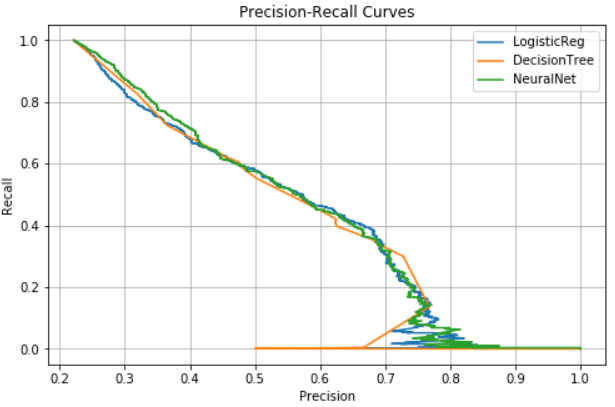 Precision-Recall Curves
LogisticReg
DecisionTree
NeuralNet
1.0
0.8
0.6
0.4
0.2
0.0
Recall
0.2 0.3 0.4 0.5 0.6 0.7 0.8 0.9 1.0
Precision